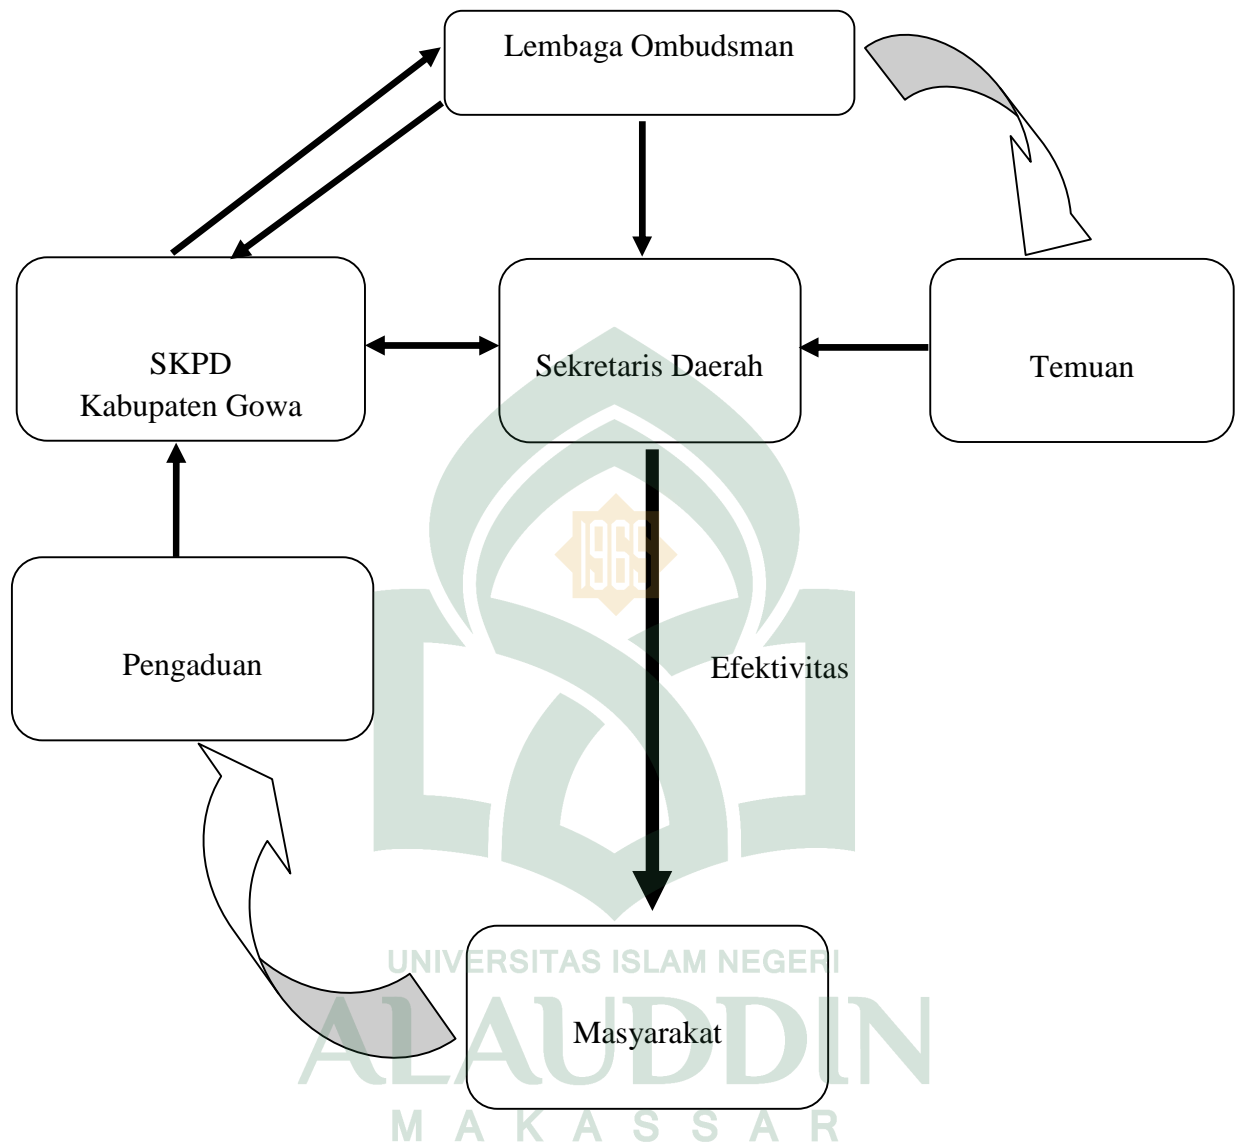 Lembaga Ombudsman
SKPD
Kabupaten Gowa
Sekretaris Daerah
Temuan
1969
Pengaduan
Efektivitas
UNIVERSITAS ISLAM NEGERI
ALAUDDIN
Masyarakat
MAKASSAR